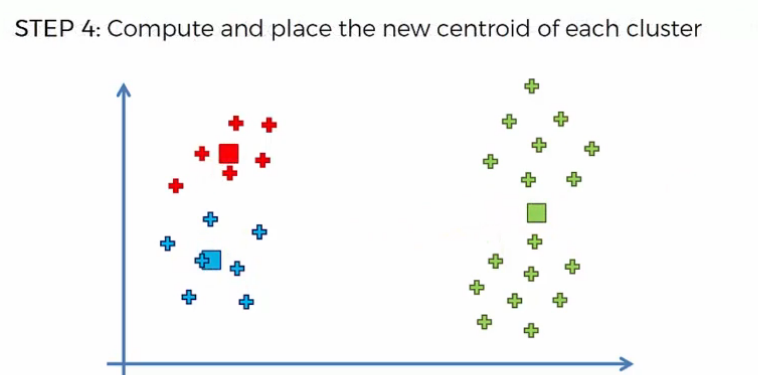 STEP 4: Compute and place the new centroid of each cluster